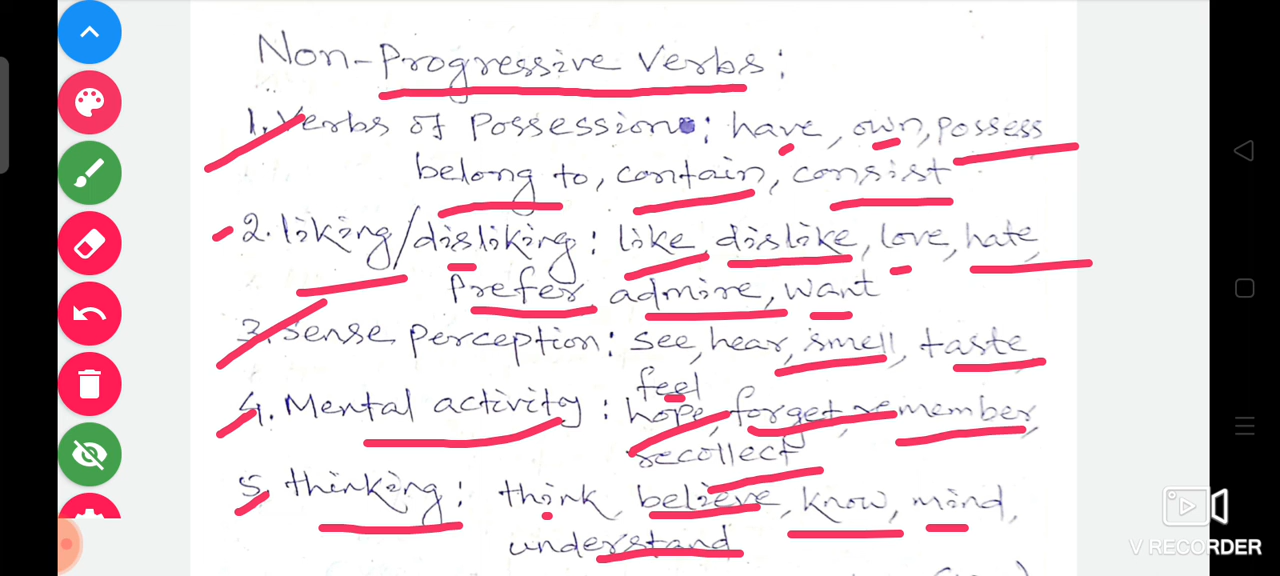 Non-Progressive Verbs:
1. Verbs of Possession: have, own, possess
belong to, contain, consist
2. liking/disliking: like, dislike, love, hate,
Prefer admire, want
3. Sense perception: see, hear, smell, taste
feel
4. Mental activity: hope, forget, remember,
recollect
5. thinking: think, believe, know, mind,
understand
V RECORDER